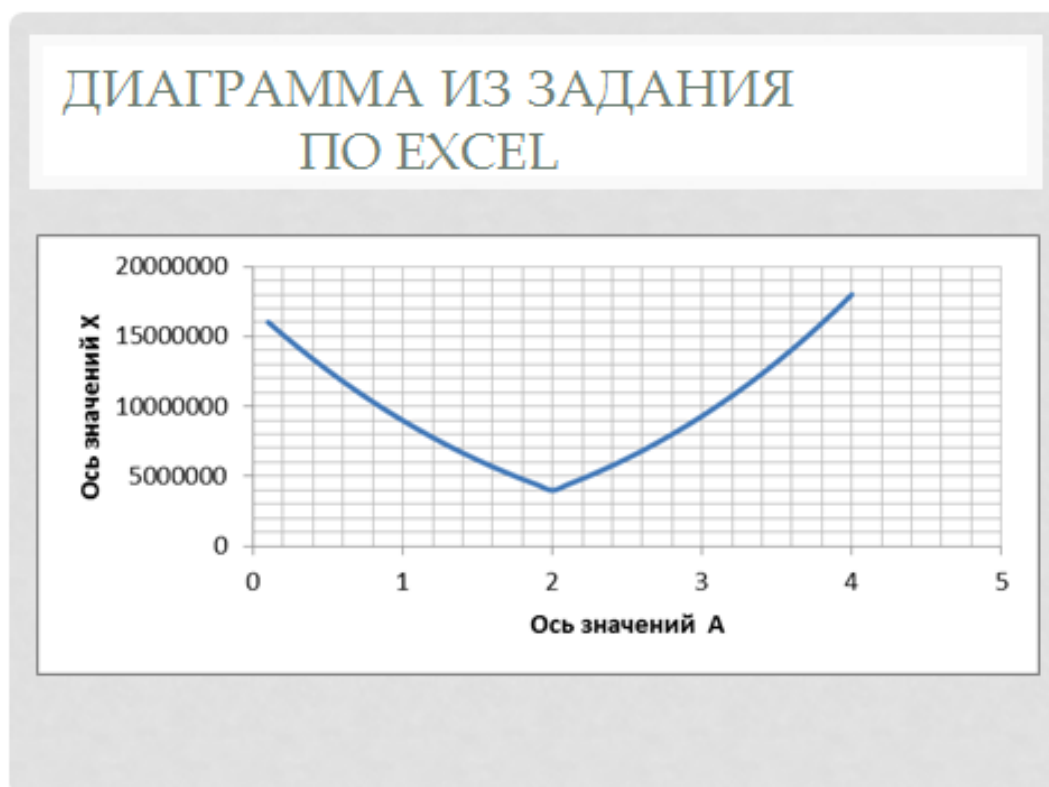 ДИАГРАММА ИЗ ЗАДАНИЯ
ПО EXCEL
Ось значений X
20000000
15000000
10000000
5000000
0
0 1 2 3 4 5
Ось значений A